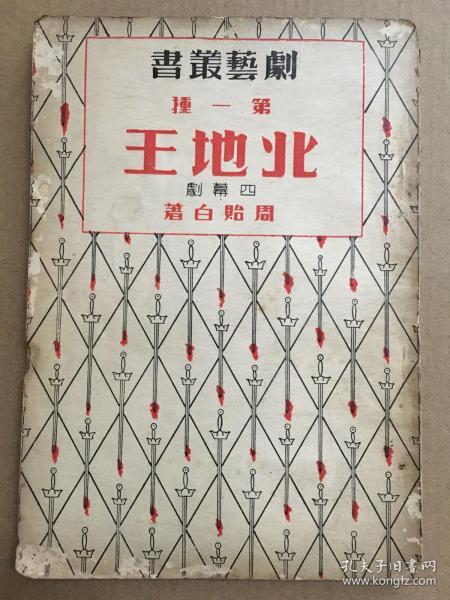 劇藝叢書
第一種
北地王
四幕劇
周貽白著
孔夫子旧书网
www.kongfz.com